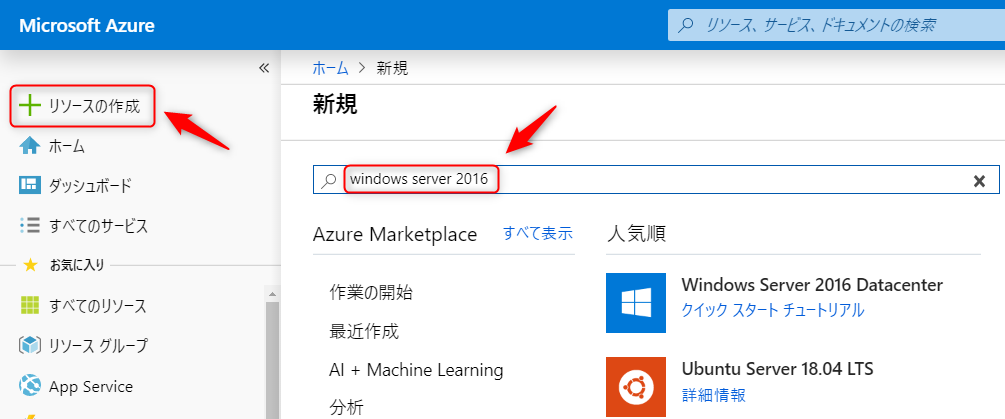 Microsoft Azure
リソース、サービス、ドキュメントの検索
«
リソースの作成
ホーム
ダッシュボード
すべてのサービス
お気に入り
すべてのリソース
リソース グループ
App Service
ホーム > 新規
新規
windows server 2016
Azure Marketplace すべて表示
作業の開始
最近作成
AI + Machine Learning
分析
人気順
Windows Server 2016 Datacenter
クイック スタート チュートリアル
Ubuntu Server 18.04 LTS
詳細情報